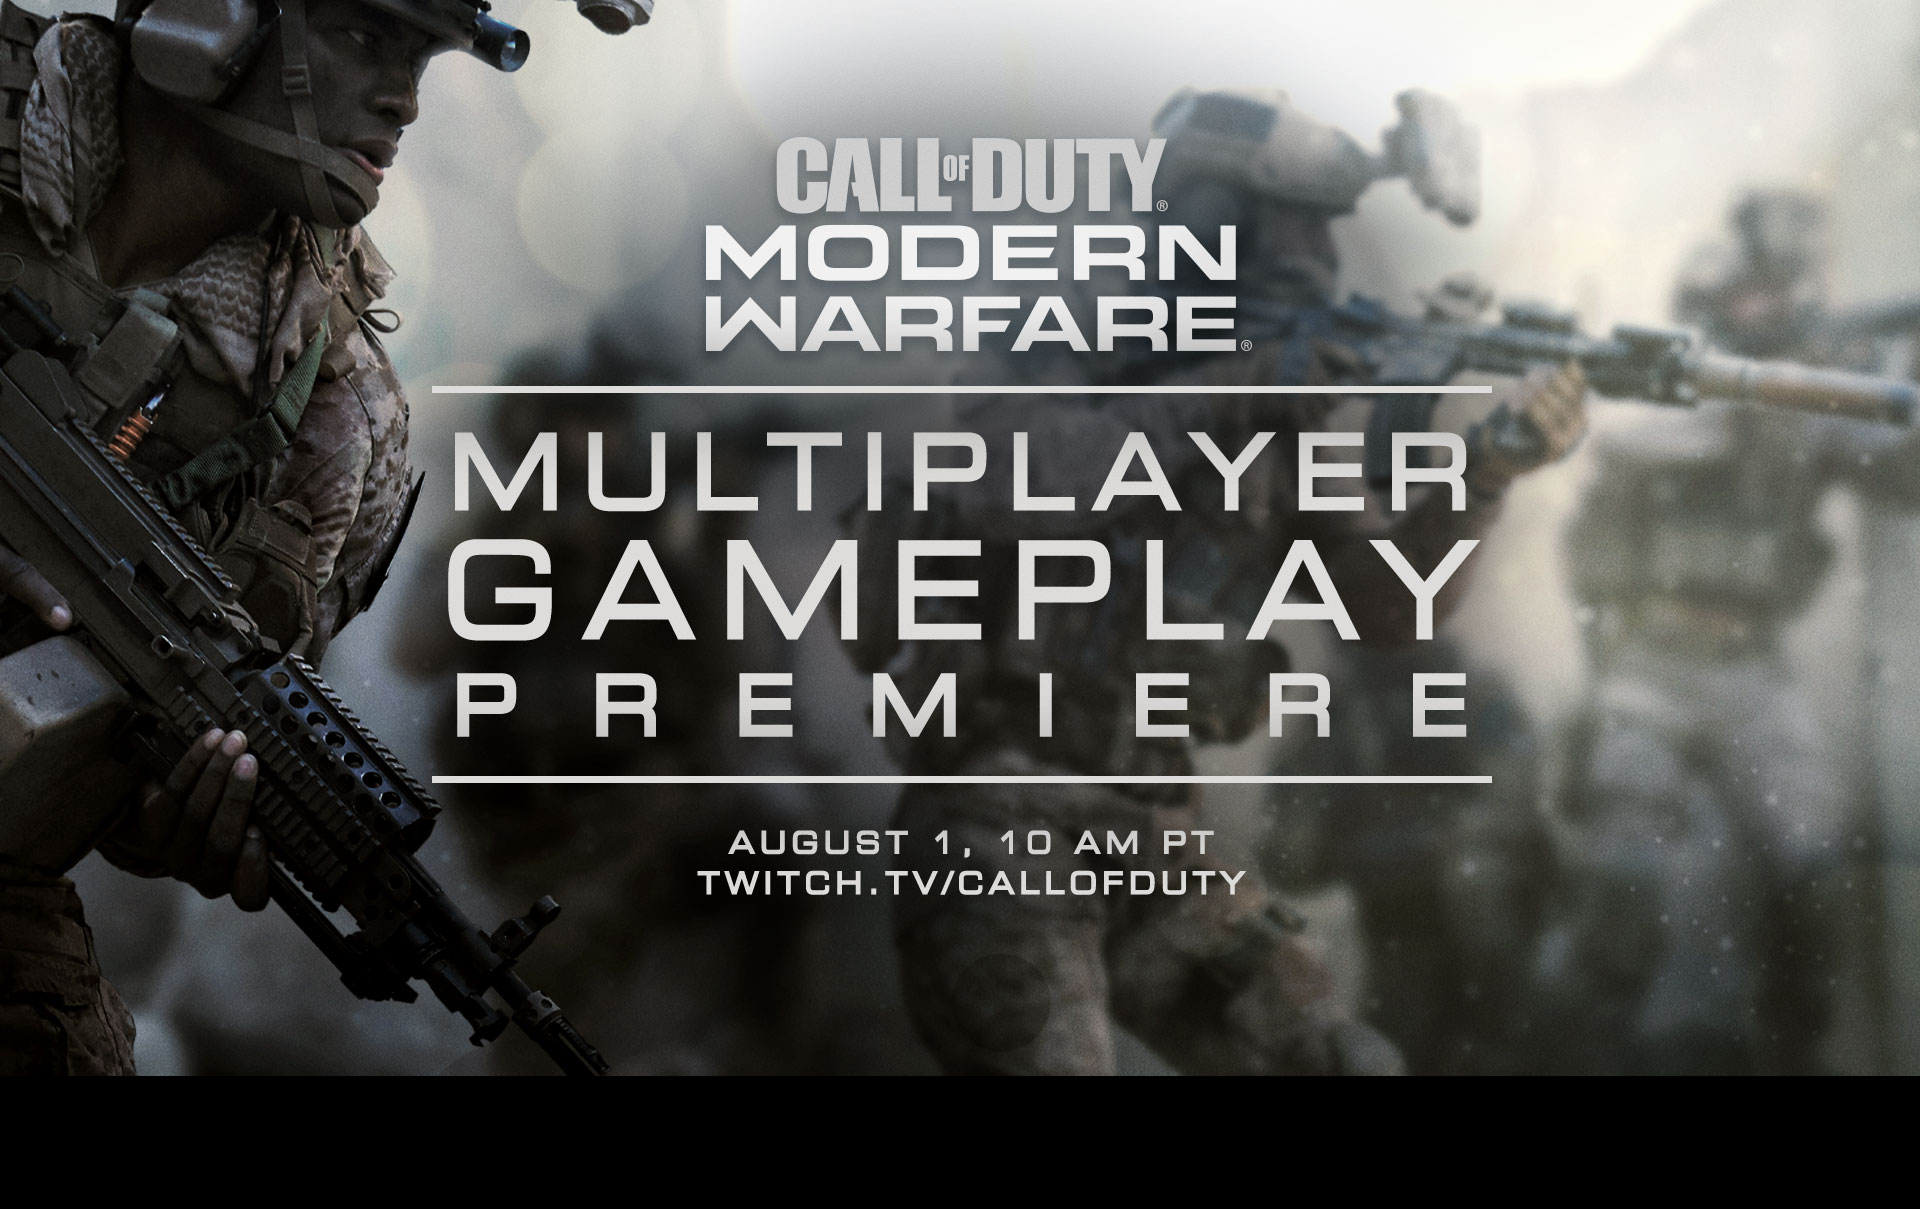 CALL OF DUTY®
MODERN
WARFARE®
MULTIPLAYER
GAMEPLAY
PREMIERE
AUGUST 1, 10 AM PT
TWITCH.TV/CALLOFDUTY